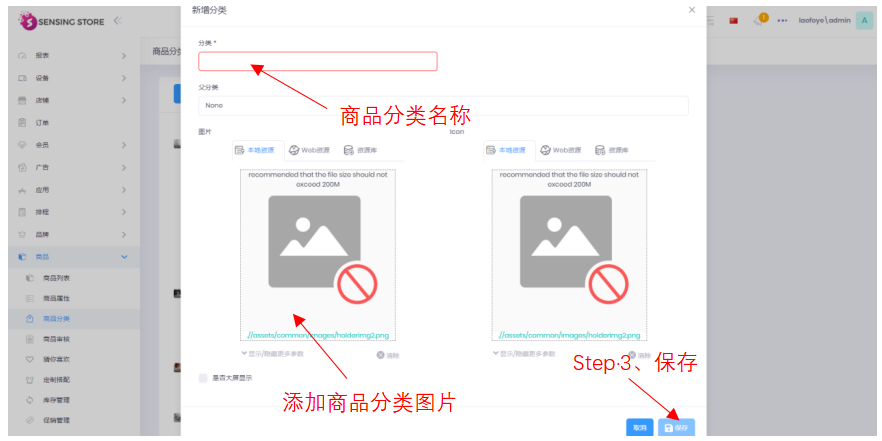 SENSING STORE
新增分类
×
1
laofoye\admin
A
报表
设备
店铺
订单
会员
广告
应用
排程
品牌
商品
商品列表
商品属性
商品分类
商品审核
猜你喜欢
定制搭配
库存管理
促销管理
商品分类
分类 *
商品分类名称
父分类
None
图片
本地资源
Web资源
资源库
recommended that the file size should not
exceed 200M
//assets/common/images/holderimg2.png
显示/隐藏更多参数
清除
Icon
本地资源
Web资源
资源库
recommended that the file size should not
exceed 200M
//assets/common/images/holderimg2.png
显示/隐藏更多参数
清除
是否大屏显示
添加商品分类图片
Step·3、保存
取消
保存